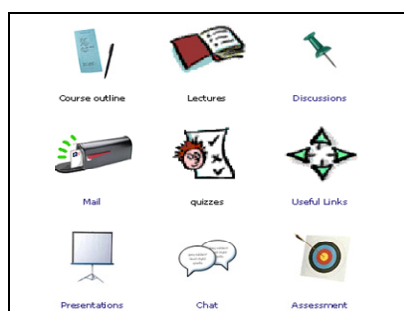 Course outline Lectures Discussions
Mail quizzes Useful Links
Presentations Chat Assessment